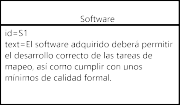 Software
id=S1
text=El software adquirido deberá permitir
el desarrollo correcto de las tareas de
mapeo, asi como cumplir con unos
mínimos de calidad formal.